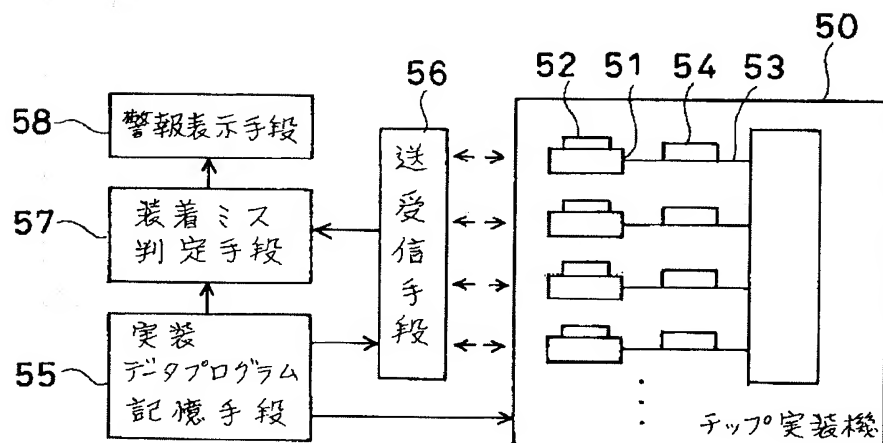 50
52
51
54
53
56
58
警報表示手段
送受信手段
57
装着ミス
判定手段
55
実装
データプログラム
記憶手段
チップ実装機